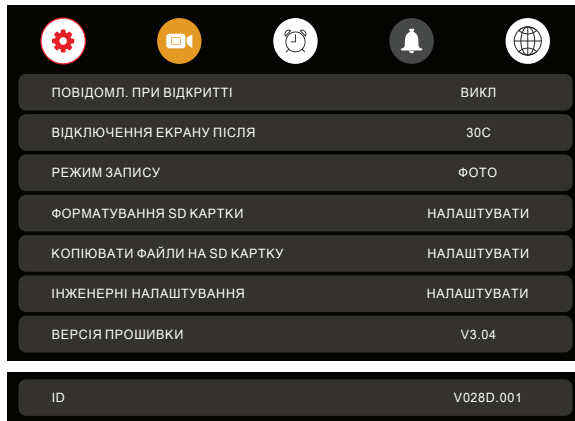 ПОВІДОМЛ. ПРИ ВІДКРИТТІ ВИКЛ
ВІДКЛЮЧЕННЯ ЕКРАНУ ПІСЛЯ 30С
РЕЖИМ ЗАПИСУ ФОТО
ФОРМАТУВАННЯ SD КАРТКИ НАЛАШТУВАТИ
КОПІЮВАТИ ФАЙЛИ НА SD КАРТКУ НАЛАШТУВАТИ
ІНЖЕНЕРНІ НАЛАШТУВАННЯ НАЛАШТУВАТИ
ВЕРСІЯ ПРОШИВКИ V3.04
ID V028D.001